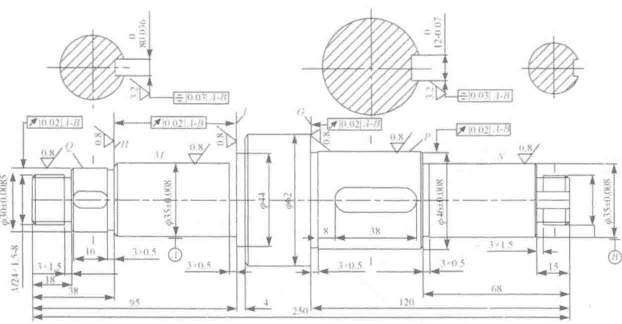 0
80.036
3.2
0.03 A-B
0
12-0.07
3.2
0.03 A-B
0.02 A-B
0.02 A-B
J
G
0.02 A-B
0.02 A-B
0.8
Q
0.8
H
M
0.8
0.8
0.8
0.8
P
N
0.8
φ30±0.0085
φ35±0.008
φ44
φ62
8
38
φ46±0.008
φ35±0.008
M24×1.5-8
3×1.5
16
3×0.5
1
3×0.5
3×0.5
3×0.5
3×1.5
B
18
38
15
68
95
4
120
250